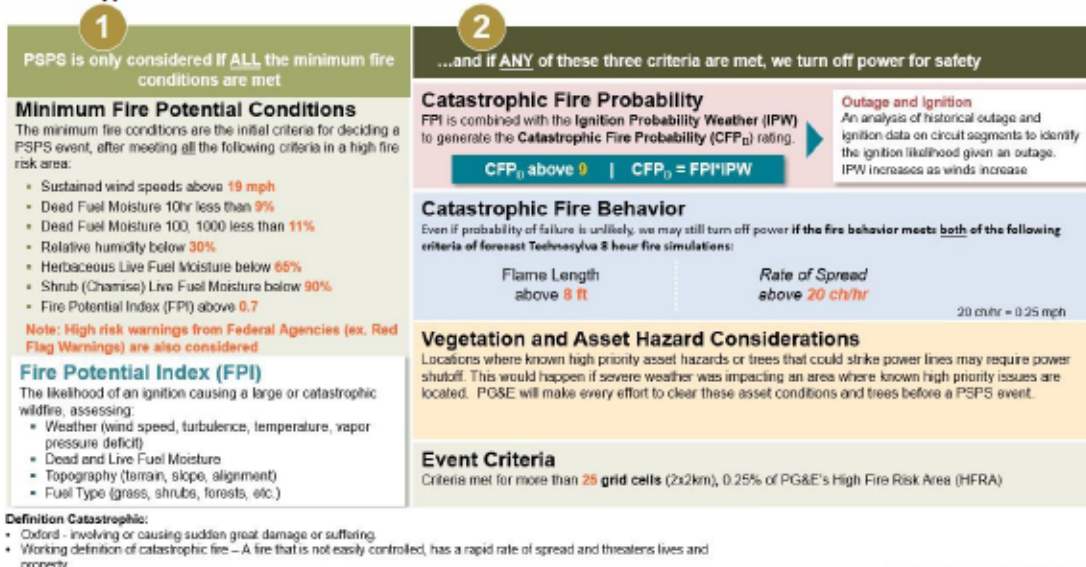 1
PSPS is only considered If ALL the minimum fire
conditions are met
Minimum Fire Potential Conditions
The minimum fire conditions are the initial criteria for deciding a
PSPS event, after meeting all the following criteria in a high fire
risk area:
• Sustained wind speeds above 19 mph
• Dead Fuel Moisture 10hr less than 9%
• Dead Fuel Moisture 100, 1000 less than 11%
• Relative humidity below 30%
• Herbaceous Live Fuel Moisture below 65%
• Shrub (Chamise) Live Fuel Moisture below 90%
• Fire Potential Index (FPI) above 0.7
Note: High risk warnings from Federal Agencies (ex. Red
Flag Warnings) are also considered
Fire Potential Index (FPI)
The likelihood of an ignition causing a large or catastrophic
wildfire, assessing:
• Weather (wind speed, turbulence, temperature, vapor
pressure deficit)
• Dead and Live Fuel Moisture
• Topography (terrain, slope, alignment)
• Fuel Type (grass, shrubs, forests, etc.)
2
...and if ANY of these three criteria are met, we turn off power for safety
Catastrophic Fire Probability
FPI is combined with the Ignition Probability Weather (IPW)
to generate the Catastrophic Fire Probability (CFPD) rating.
CFPD above 9 | CFPD = FPI*IPW
Outage and Ignition
An analysis of historical outage and
ignition data on circuit segments to identify
the ignition likelihood given an outage.
IPW increases as winds increase
Catastrophic Fire Behavior
Even if probability of failure is unlikely, we may still turn off power if the fire behavior meets both of the following
criteria of forecast Technosylva 8 hour fire simulations:
Flame Length
above 8 ft
Rate of Spread
above 20 ch/hr
20 ch/hr = 0.25 mph
Vegetation and Asset Hazard Considerations
Locations where known high priority asset hazards or trees that could strike power lines may require power
shutoff. This would happen if severe weather was impacting an area where known high priority issues are
located. PG&E will make every effort to clear these asset conditions and trees before a PSPS event.
Event Criteria
Criteria met for more than 25 grid cells (2x2km), 0.25% of PG&E's High Fire Risk Area (HFRA)
Definition Catastrophic:
• Oxford - involving or causing sudden great damage or suffering.
• Working definition of catastrophic fire – A fire that is not easily controlled, has a rapid rate of spread and threatens lives and
property